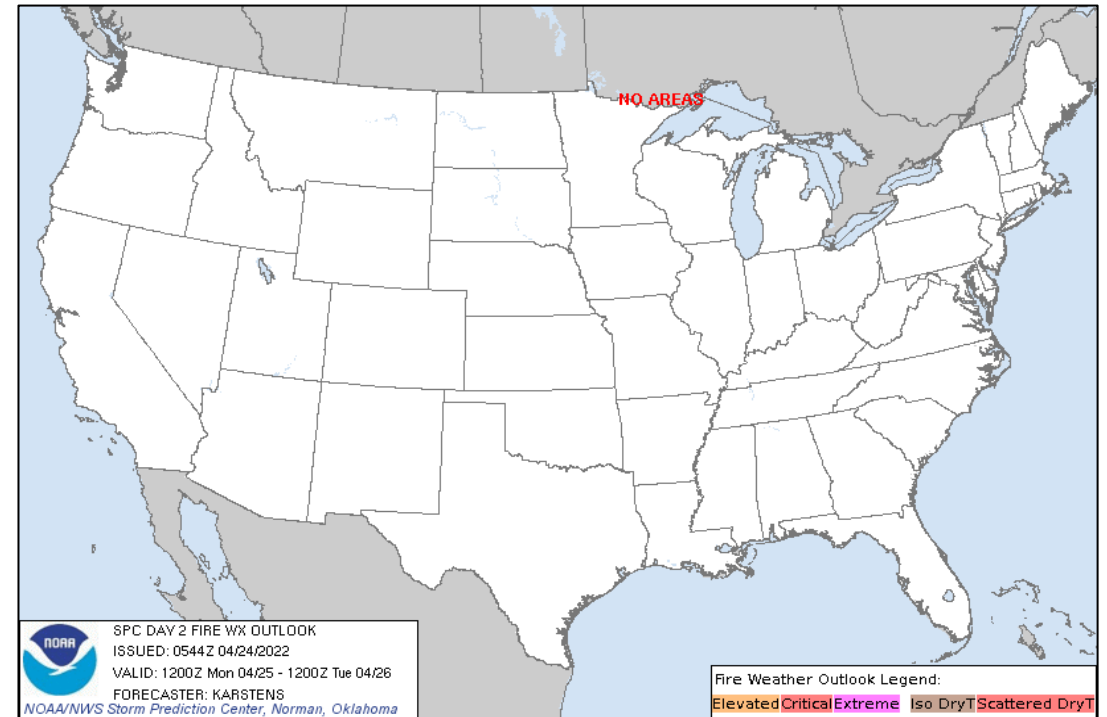 NO AREAS
NOAA
SPC DAY 2 FIRE WX OUTLOOK
ISSUED: 0544Z 04/24/2022
VALID: 1200Z Mon 04/25 - 1200Z Tue 04/26
FORECASTER: KARSTENS
NOAA/NWS Storm Prediction Center, Norman, Oklahoma
Fire Weather Outlook Legend:
Elevated Critical Extreme Iso DryT Scattered DryT